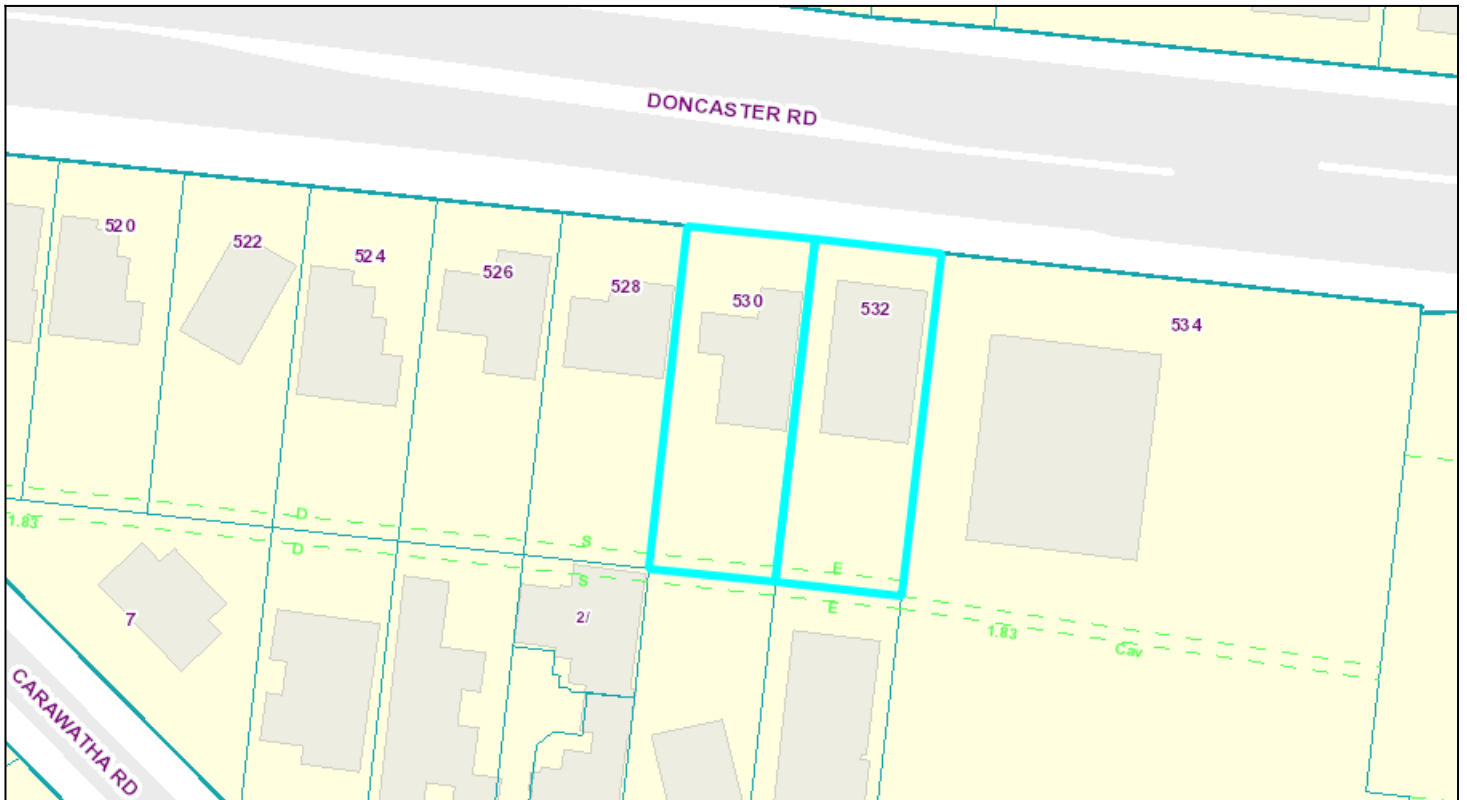 DONCASTER RD
520
522
524
526
528
530
532
534
D
S
E
1.83
D
S
E
1.83
Cav
7
2/
CARAWATHA RD